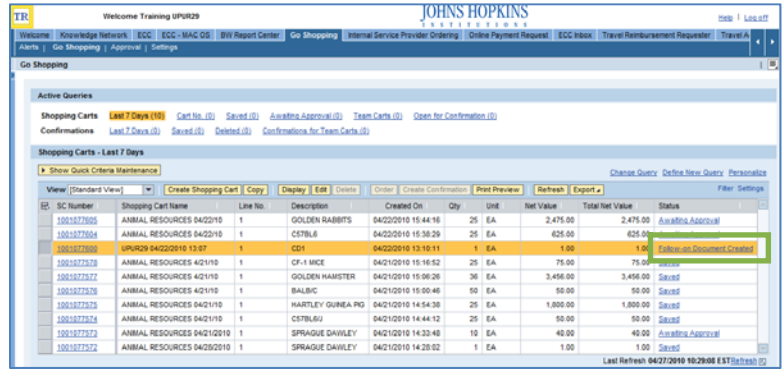 TR Welcome Training UPUR29 JOHNS HOPKINS Help | Log off
INSTITUTIONS
Welcome Knowledge Network ECC ECC - MAC OS BW Report Center Go Shopping Internal Service Provider Ordering Online Payment Request ECC Inbox Travel Reimbursement Requester Travel A
Alerts | Go Shopping | Approval | Settings
Go Shopping
Active Queries
Shopping Carts Last 7 Days (10) Cart No. (0) Saved (0) Awaiting Approval (0) Team Carts (0) Open for Confirmation (0)
Confirmations Last 7 Days (0) Saved (0) Deleted (0) Confirmations for Team Carts (0)
Shopping Carts - Last 7 Days
Show Quick Criteria Maintenance Change Query Define New Query Personalize
View [Standard View] Create Shopping Cart Copy Display Edit Delete Order Create Confirmation Print Preview Refresh Export Filter Settings
SC Number Shopping Cart Name Line No. Description Created On Qty Unit Net Value Total Net Value Status
1001077605 ANIMAL RESOURCES 04/22/10 1 GOLDEN RABBITS 04/22/2010 15:44:16 25 EA 2,475.00 2,475.00 Awaiting Approval
1001077604 ANIMAL RESOURCES 04/22/10 1 C57BL6 04/22/2010 15:38:29 25 EA 625.00 625.00
1001077600 UPUR29 04/22/2010 13:07 1 CD1 04/22/2010 13:10:11 1 EA 1.00 1.00 Follow-on Document Created
1001077578 ANIMAL RESOURCES 4/21/10 1 CF-1 MICE 04/21/2010 15:16:52 25 EA 75.00 75.00 Saved
1001077577 ANIMAL RESOURCES 4/21/10 1 GOLDEN HAMSTER 04/21/2010 15:06:26 36 EA 3,456.00 3,456.00 Saved
1001077576 ANIMAL RESOURCES 04/21/10 1 BALB/C 04/21/2010 15:00:46 50 EA 50.00 50.00 Saved
1001077575 ANIMAL RESOURCES 04/21/10 1 HARTLEY GUINEA PIG 04/21/2010 14:54:38 25 EA 1,800.00 1,800.00 Saved
1001077574 ANIMAL RESOURCES 04/21/10 1 C57BL6/J 04/21/2010 14:44:12 25 EA 50.00 50.00 Saved
1001077573 ANIMAL RESOURCES 04/21/2010 1 SPRAGUE DAWLEY 04/21/2010 14:33:48 10 EA 40.00 40.00 Awaiting Approval
1001077572 ANIMAL RESOURCES 04/28/2010 1 SPRAGUE DAWLEY 04/21/2010 14:28:02 1 EA 1.00 1.00 Saved
Last Refresh 04/27/2010 10:29:08 EST Refresh